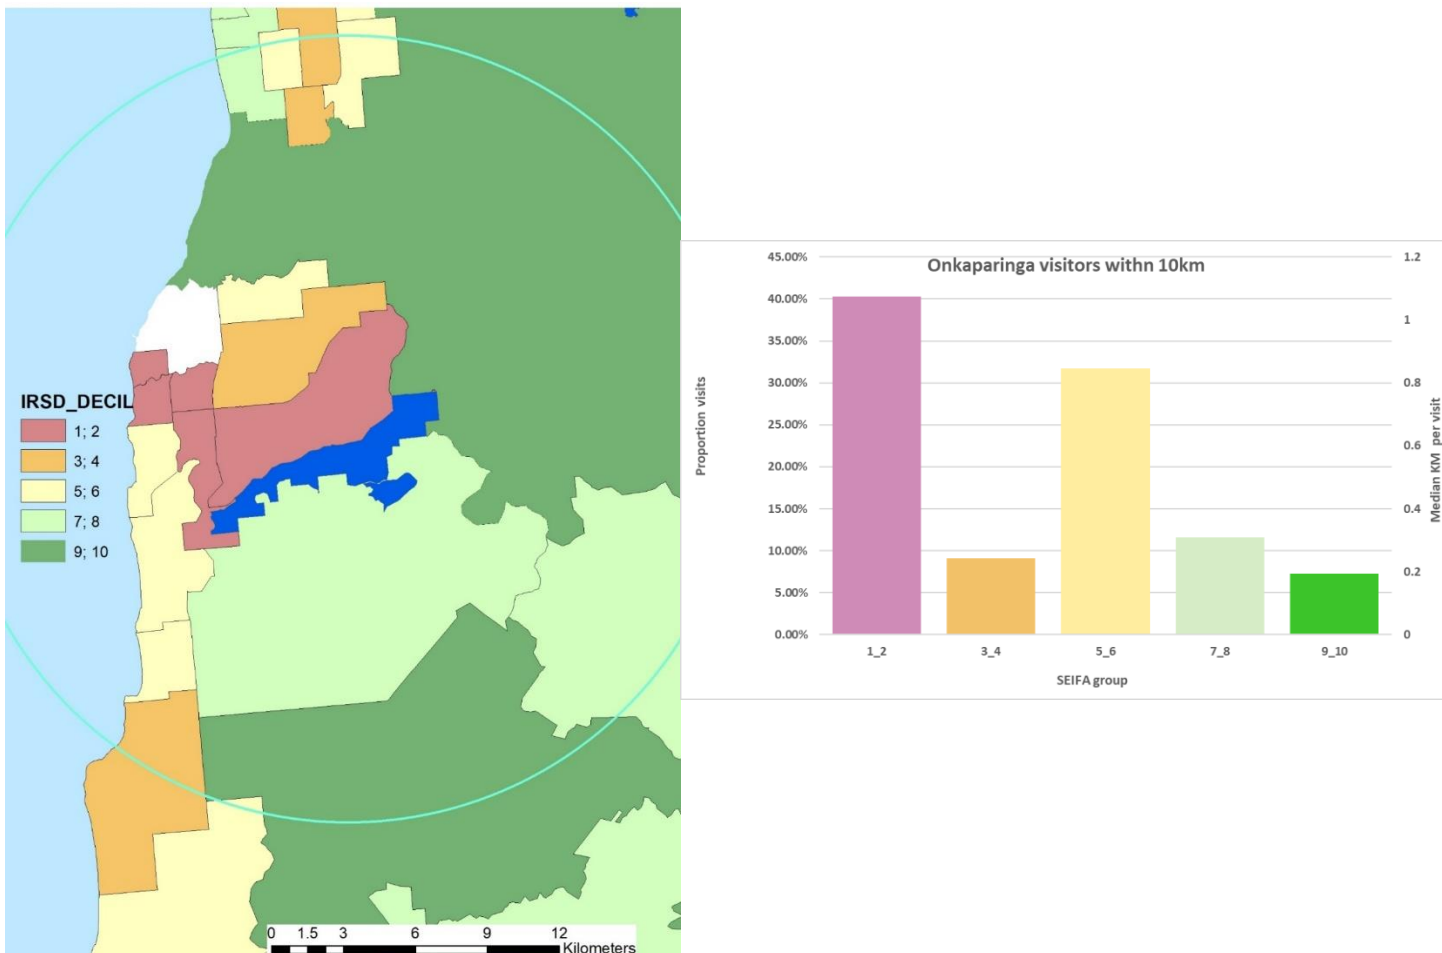 IRSD_DECIL
1; 2
3; 4
5; 6
7; 8
9; 10
0 1.5 3 6 9 12
Kilometers
Onkaparinga visitors withn 10km
45.00%
40.00%
35.00%
30.00%
25.00%
20.00%
15.00%
10.00%
5.00%
0.00%
Proportion visits
1.2
1
0.8
0.6
0.4
0.2
0
Median KM per visit
1_2 3_4 5_6 7_8 9_10
SEIFA group